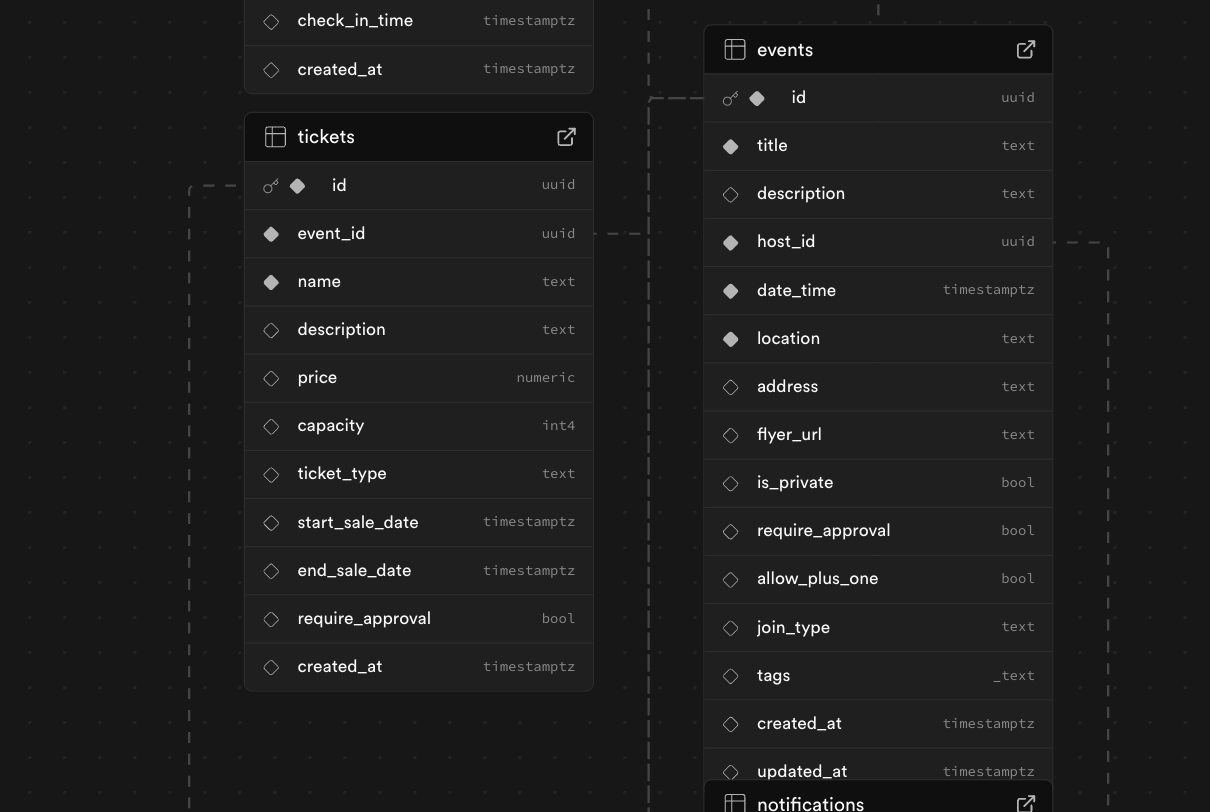 check_in_time timestamptz
created_at timestamptz
tickets
id uuid
event_id uuid
name text
description text
price numeric
capacity int4
ticket_type text
start_sale_date timestamptz
end_sale_date timestamptz
require_approval bool
created_at timestamptz
events
id uuid
title text
description text
host_id uuid
date_time timestamptz
location text
address text
flyer_url text
is_private bool
require_approval bool
allow_plus_one bool
join_type text
tags _text
created_at timestamptz
updated_at timestamptz
notifications